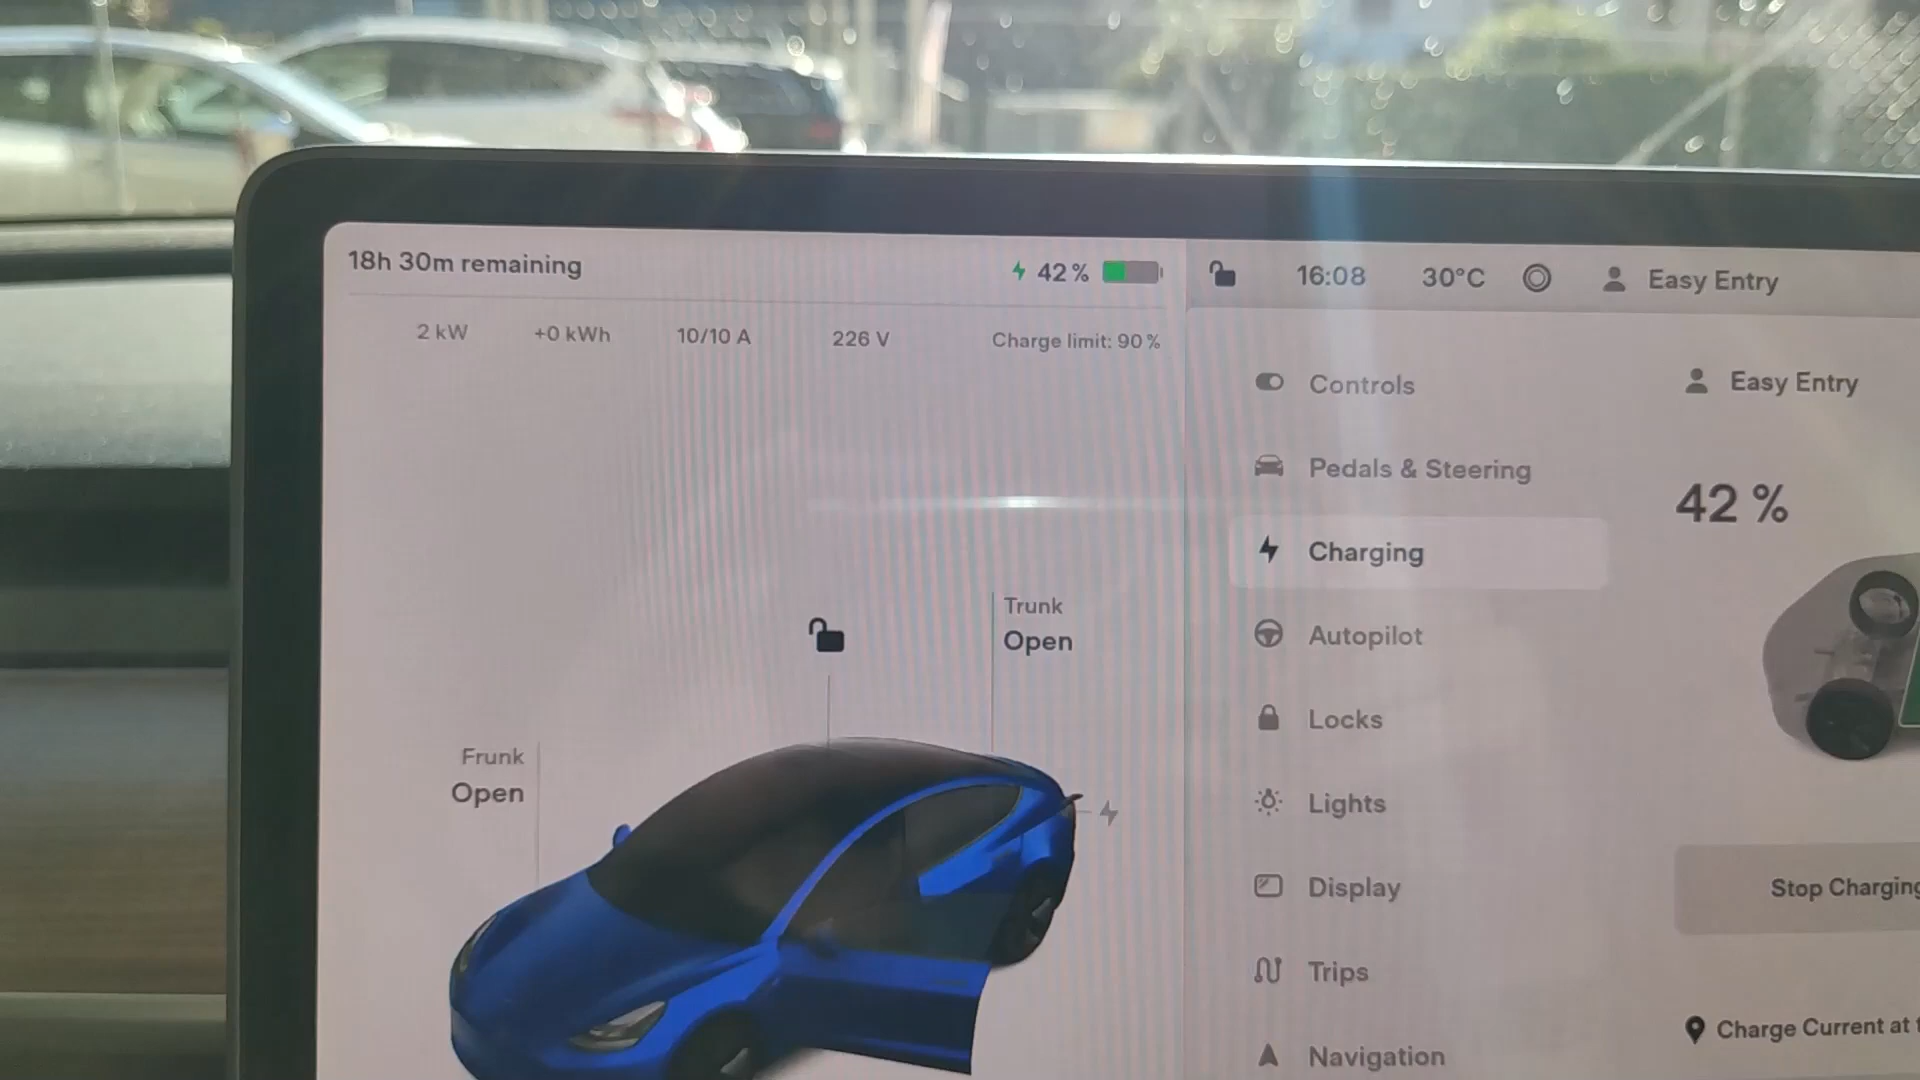 18h 30m remaining
42 %
2 kW
+0 kWh
10/10 A
226 V
Charge limit: 90 %
Trunk
Open
Frunk
Open
16:08
30°C
Easy Entry
Controls
Pedals & Steering
Charging
Autopilot
Locks
Lights
Display
Trips
Navigation
Easy Entry
42 %
Stop Charging
Charge Current at